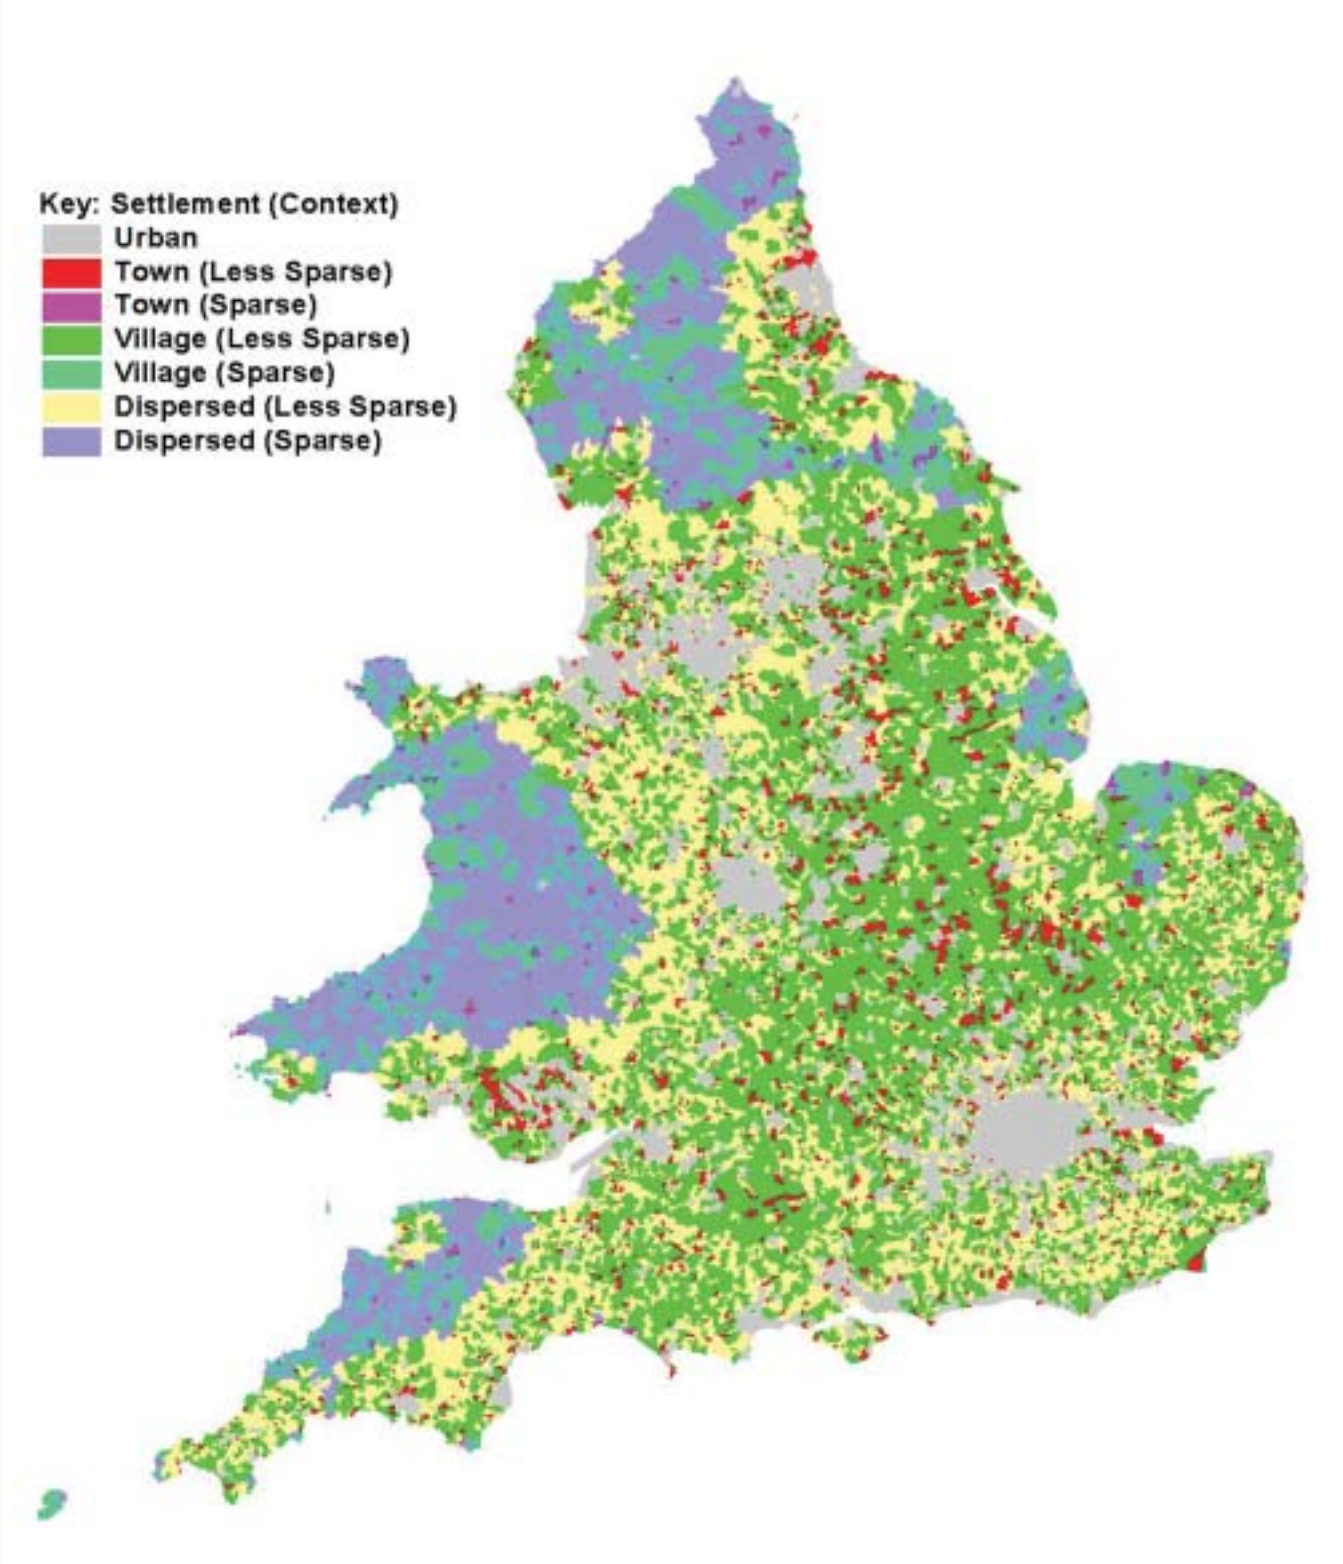 Key: Settlement (Context)
Urban
Town (Less Sparse)
Town (Sparse)
Village (Less Sparse)
Village (Sparse)
Dispersed (Less Sparse)
Dispersed (Sparse)